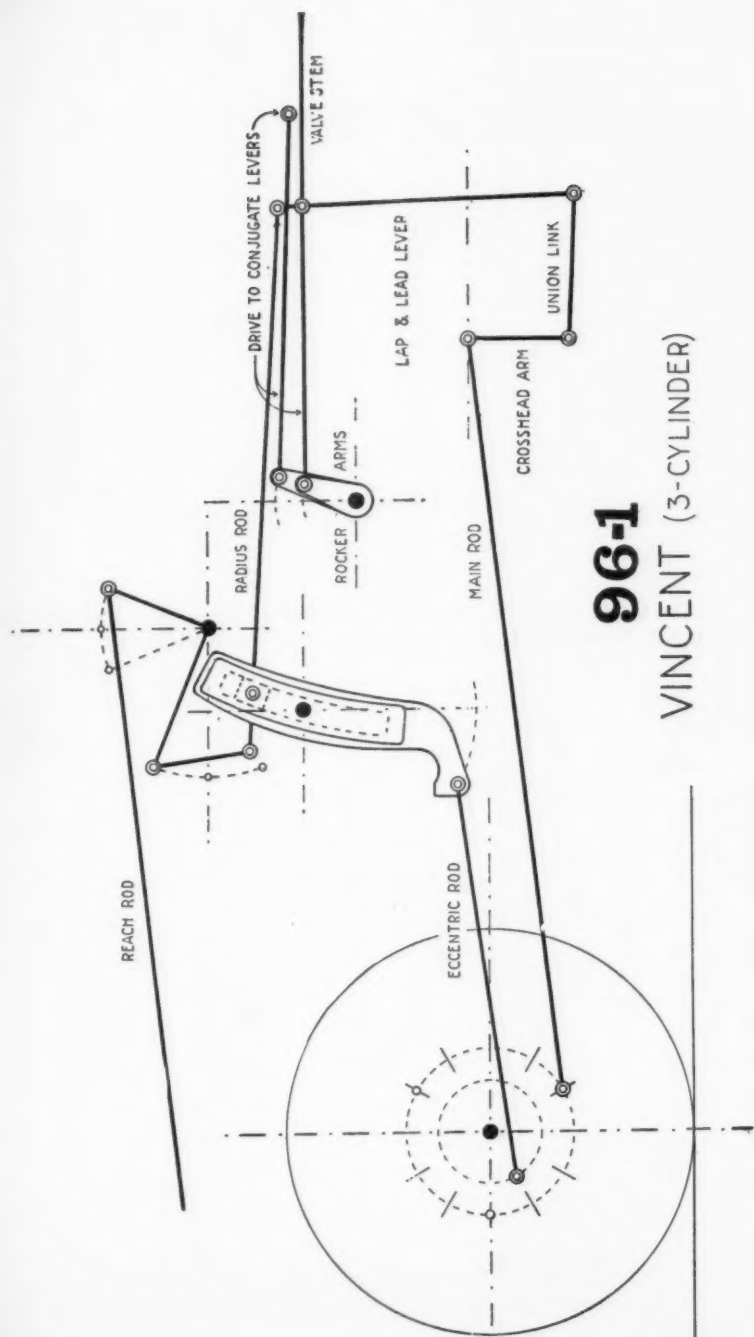 DRIVE TO CONJUGATE LEVERS
VALVE STEM
REACH ROD
RADIUS ROD
ROCKER ARMS
LAP & LEAD LEVER
UNION LINK
CROSSHEAD ARM
MAIN ROD
ECCENTRIC ROD
96-1
VINCENT (3-CYLINDER)